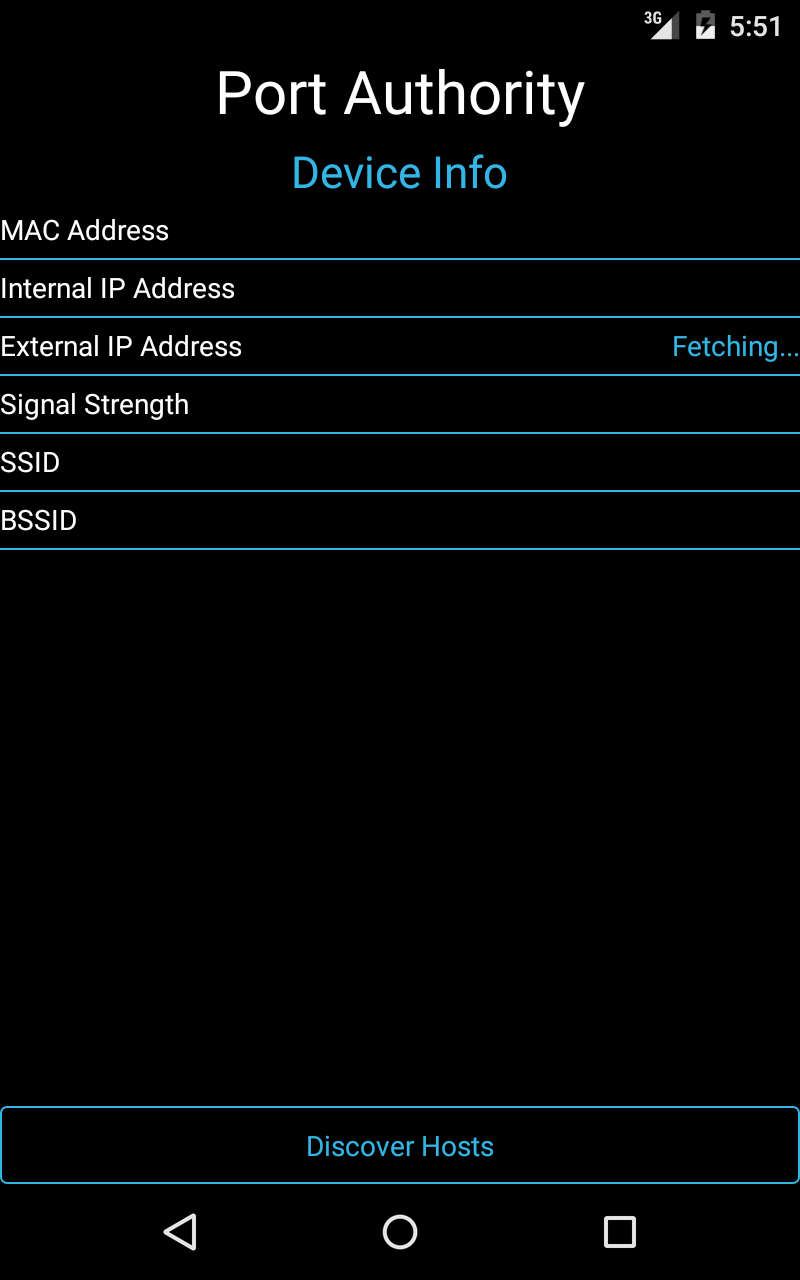 3G 5:51
Port Authority
Device Info
MAC Address
Internal IP Address
External IP Address Fetching...
Signal Strength
SSID
BSSID
Discover Hosts